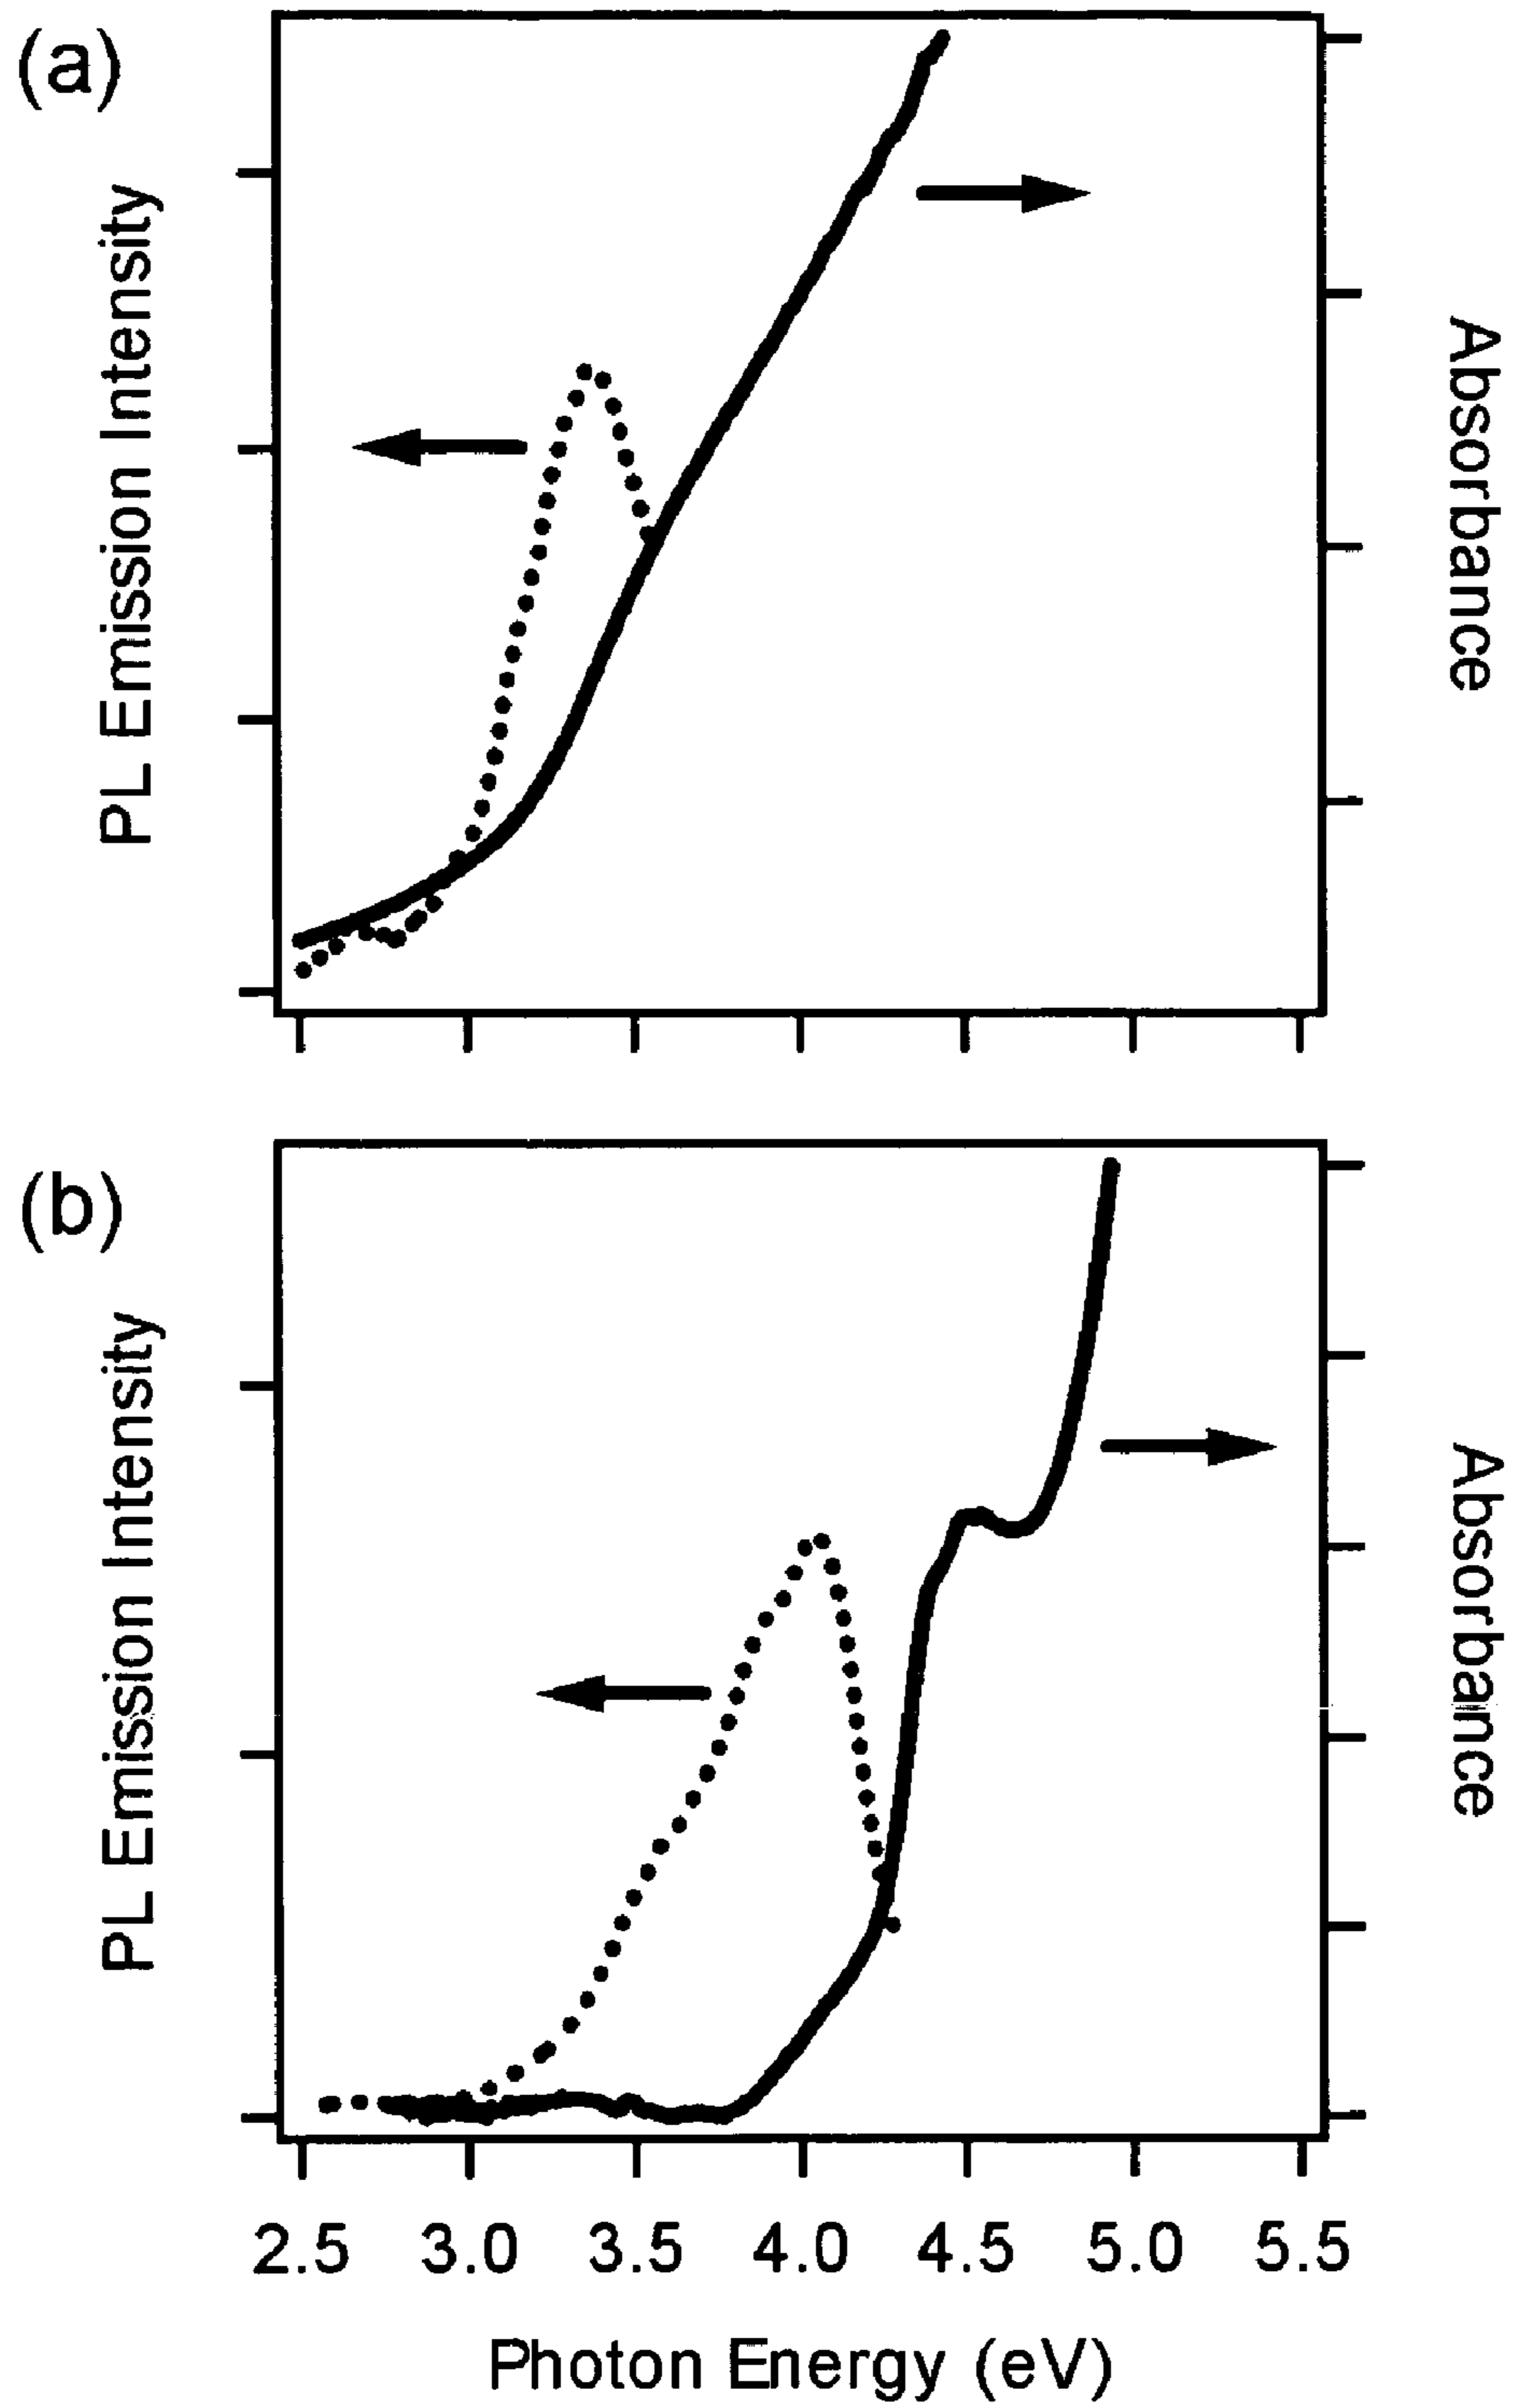 (a)
PL Emission Intensity
Absorbance
(b)
PL Emission Intensity
Absorbance
2.5 3.0 3.5 4.0 4.5 5.0 5.5
Photon Energy (eV)